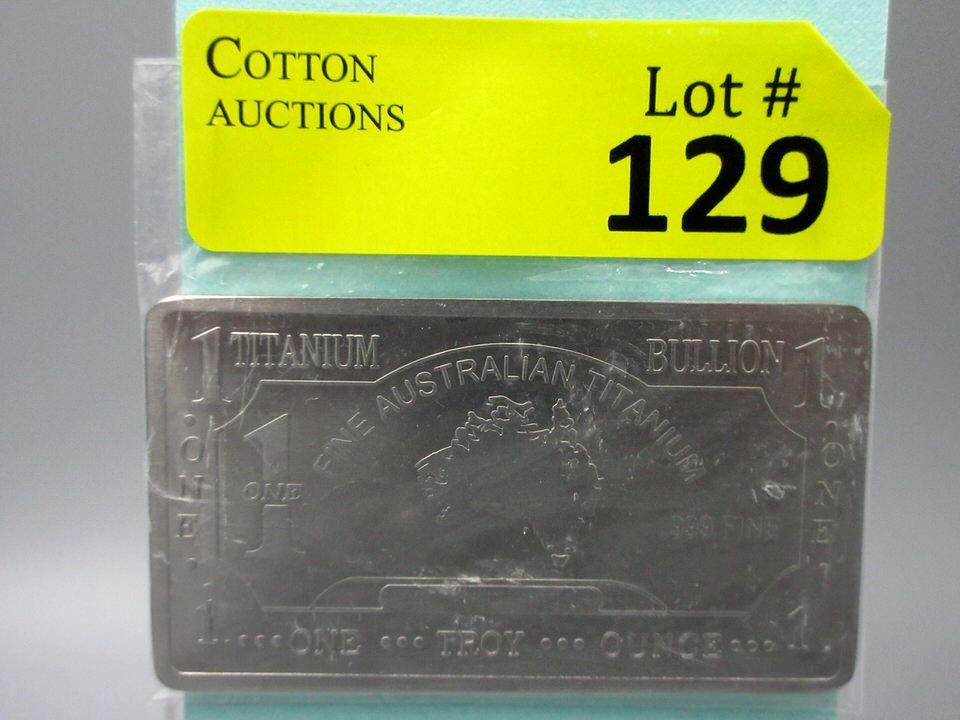 COTTON
AUCTIONS
Lot #
129
1 TITANIUM BULLION 1
FINE AUSTRALIAN TITANIUM
ONE
1
ONE
999 FINE
ONE
1 ... ONE ... TROY ... OUNCE ... 1